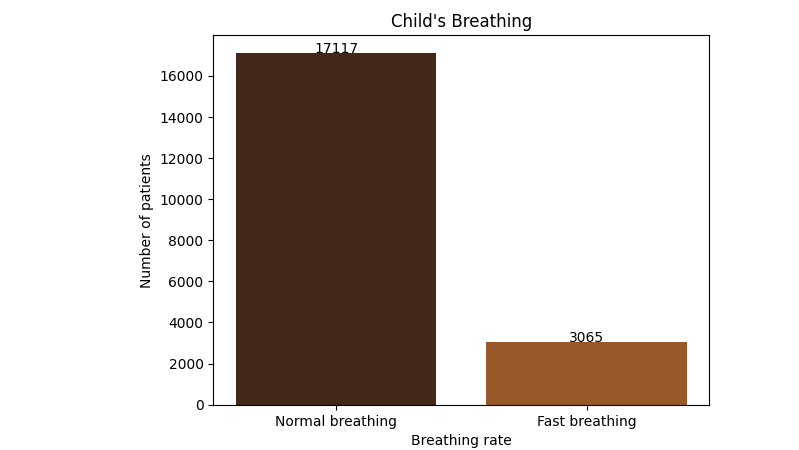 Child's Breathing
17117
16000
14000
12000
10000
8000
6000
4000
2000
0
Number of patients
3065
Normal breathing
Fast breathing
Breathing rate